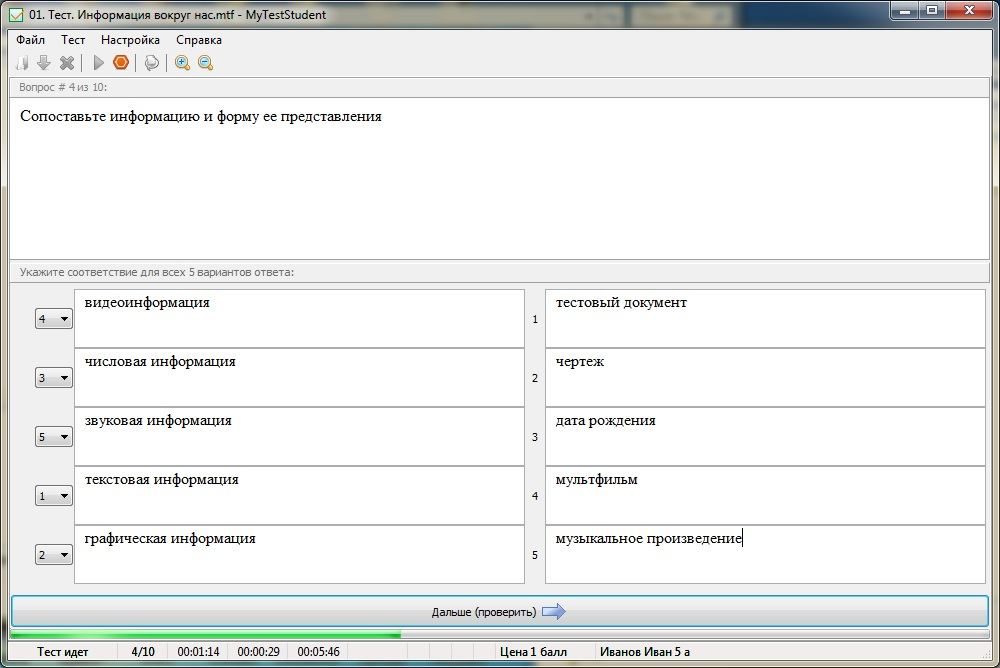 01. Тест. Информация вокруг нас.mtf - MyTestStudent
Файл Тест Настройка Справка
Вопрос # 4 из 10:
Сопоставьте информацию и форму ее представления
Укажите соответствие для всех 5 вариантов ответа:
4 видеоинформация 1 тестовый документ
3 числовая информация 2 чертеж
5 звуковая информация 3 дата рождения
1 текстовая информация 4 мультфильм
2 графическая информация 5 музыкальное произведение
Дальше (проверить)
Тест идет 4/10 00:01:14 00:00:29 00:05:46 Цена 1 балл Иванов Иван 5 а